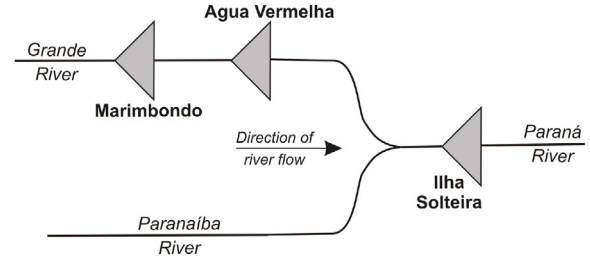 Agua Vermelha
Grande
River
Marimbondo
Direction of
river flow
Paraná
River
Ilha
Solteira
Paranaíba
River